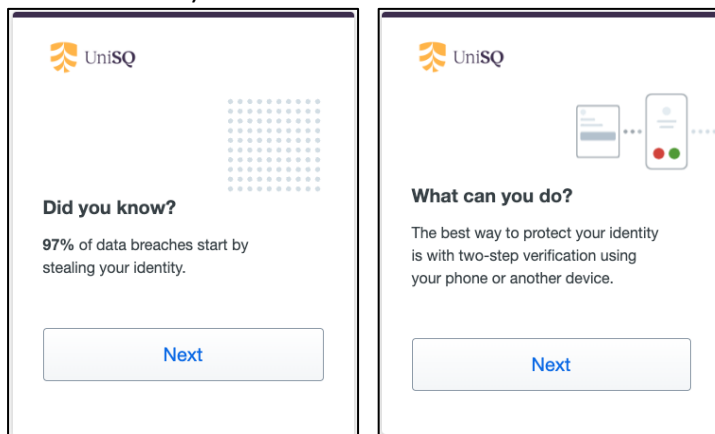 UniSQ
Did you know?
97% of data breaches start by
stealing your identity.
Next
UniSQ
What can you do?
The best way to protect your identity
is with two-step verification using
your phone or another device.
Next